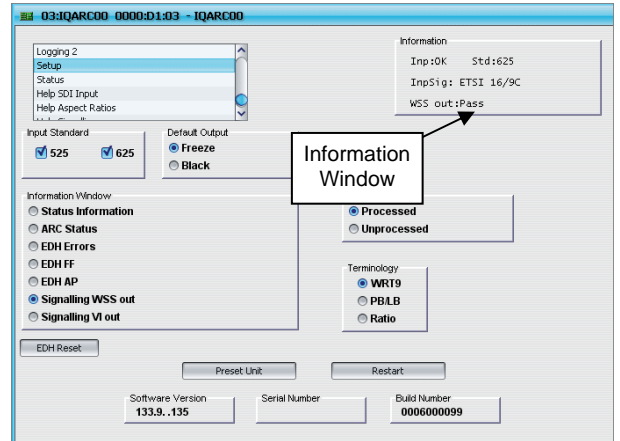 03:IQARC00 0000:D1:03 - IQARC00
Logging 2
Setup
Status
Help SDI Input
Help Aspect Ratios
Information
Inp:OK Std:625
InpSig: ETSI 16/9C
WSS out:Pass
Input Standard
525 625
Default Output
Freeze
Black
Information
Window
Information Window
Status Information
ARC Status
EDH Errors
EDH FF
EDH AP
Signalling WSS out
Signalling VI out
Processed
Unprocessed
Terminology
WRT9
PB/LB
Ratio
EDH Reset
Preset Unit
Restart
Software Version
133.9..135
Serial Number
Build Number
0006000099